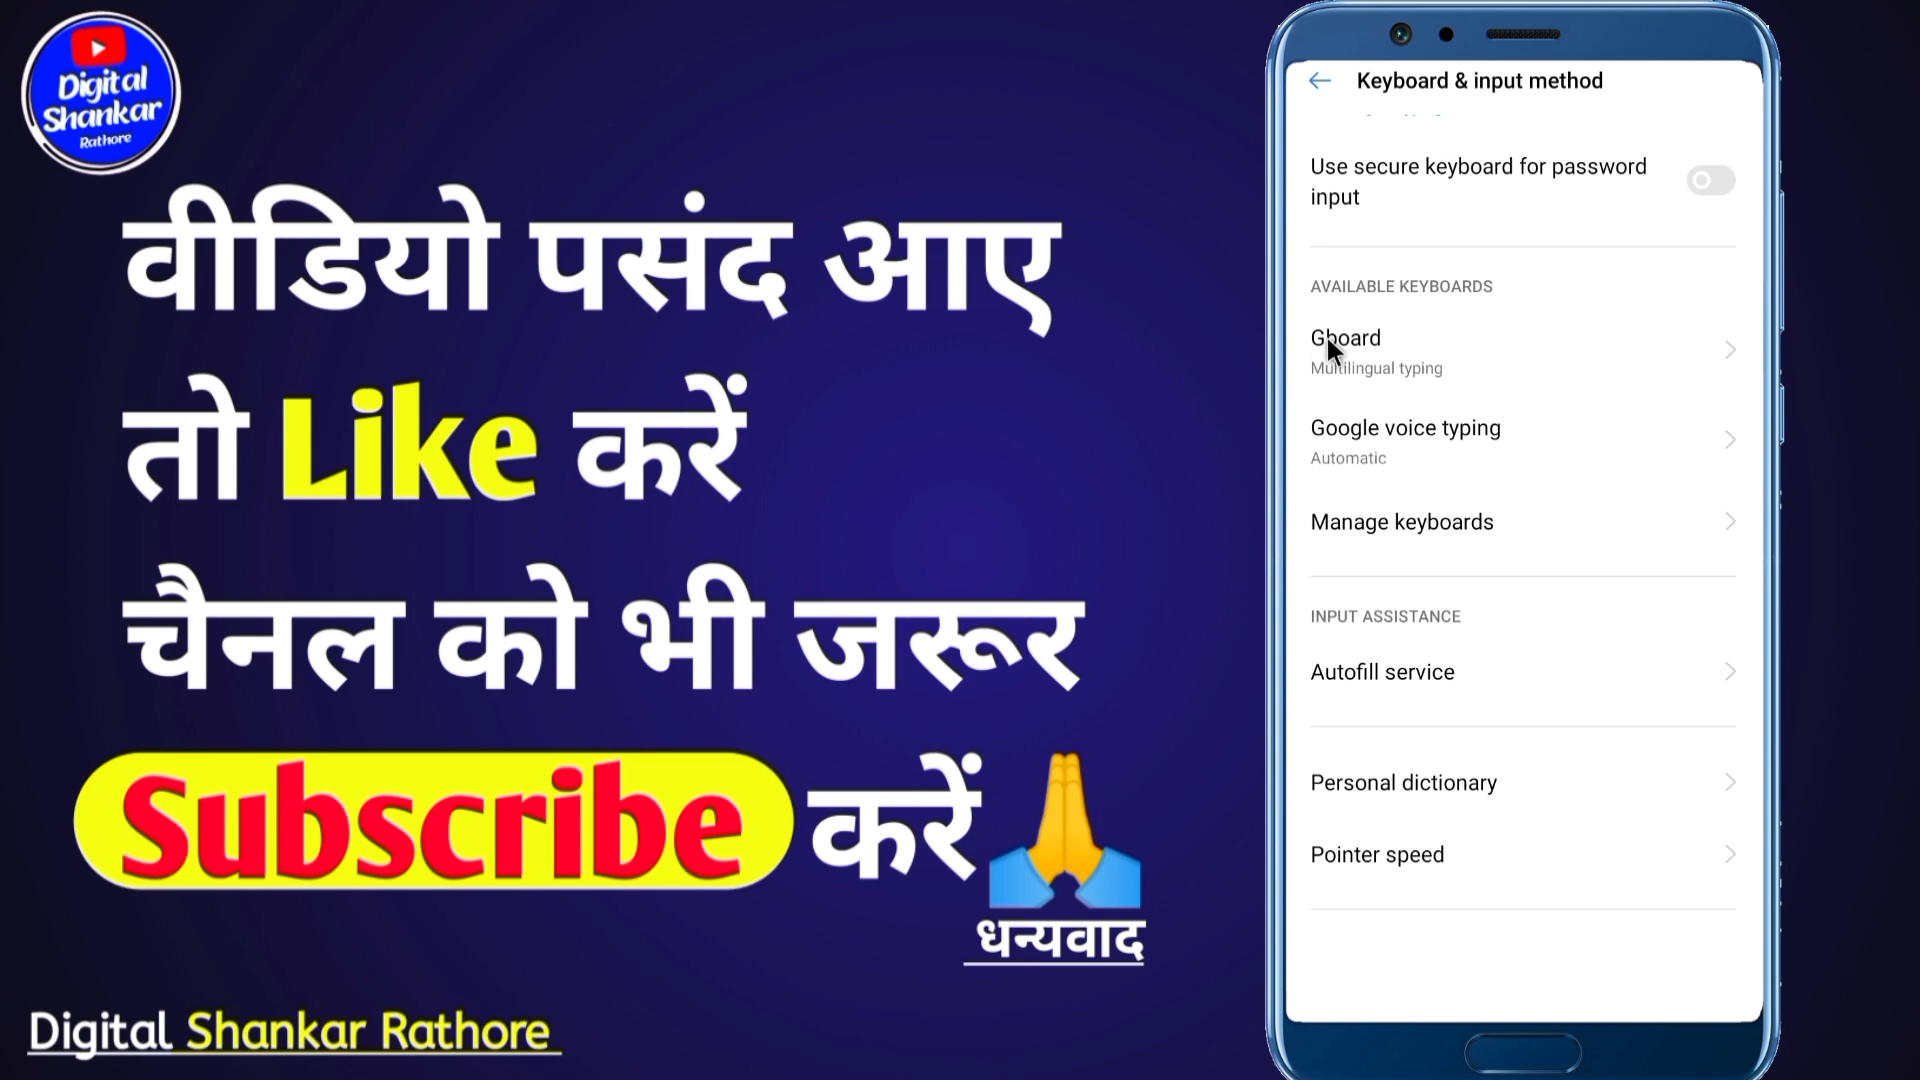 Digital
Shankar
Rathore
वीडियो पसंद आए
तो Like करें
चैनल को भी जरूर
Subscribe करें
धन्यवाद
Digital Shankar Rathore
Keyboard & input method
Use secure keyboard for password
input
AVAILABLE KEYBOARDS
Gboard
Multilingual typing
Google voice typing
Automatic
Manage keyboards
INPUT ASSISTANCE
Autofill service
Personal dictionary
Pointer speed